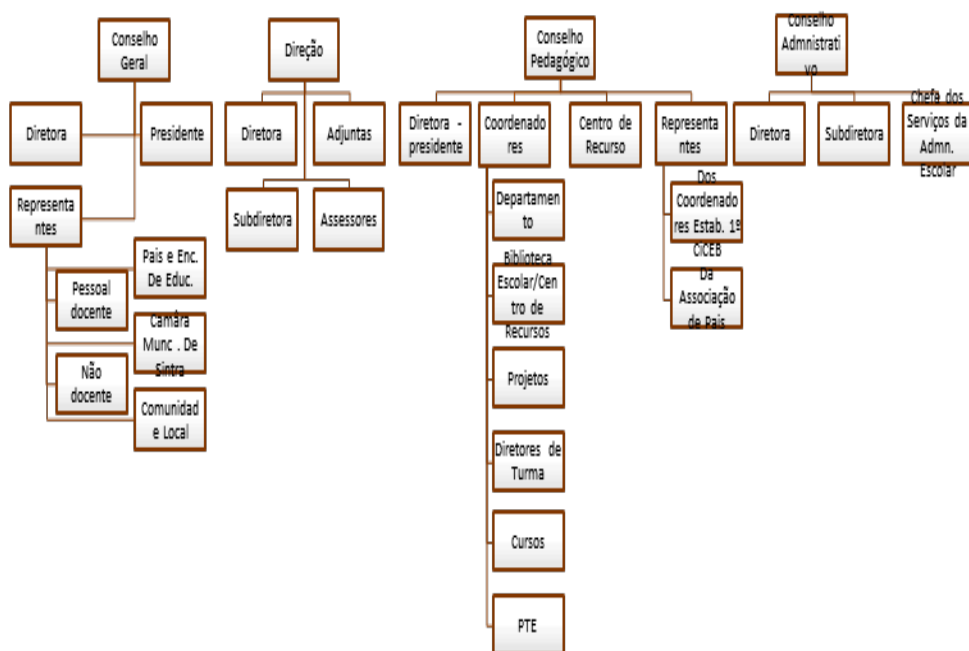 Conselho
Geral
Diretora
Presidente
Representa
ntes
Pais e Enc.
De Educ.
Pessoal
docente
Camâra
Munc . De
Sintra
Não
docente
Comunidad
e Local
Direção
Diretora
Adjuntas
Subdiretora
Assessores
Conselho
Pedagógico
Diretora -
presidente
Coordenado
res
Centro de
Recurso
Representa
ntes
Departamen
to
Biblioteca
Escolar/Cen
tro de
Recursos
Projetos
Diretores de
Turma
Cursos
PTE
Dos
Coordenado
res Estab. 1º
CiCEB
Da
Associação
de Pais
Conselho
Admnistrati
vo
Diretora
Subdiretora
Chefe dos
Serviços da
Admn.
Escolar